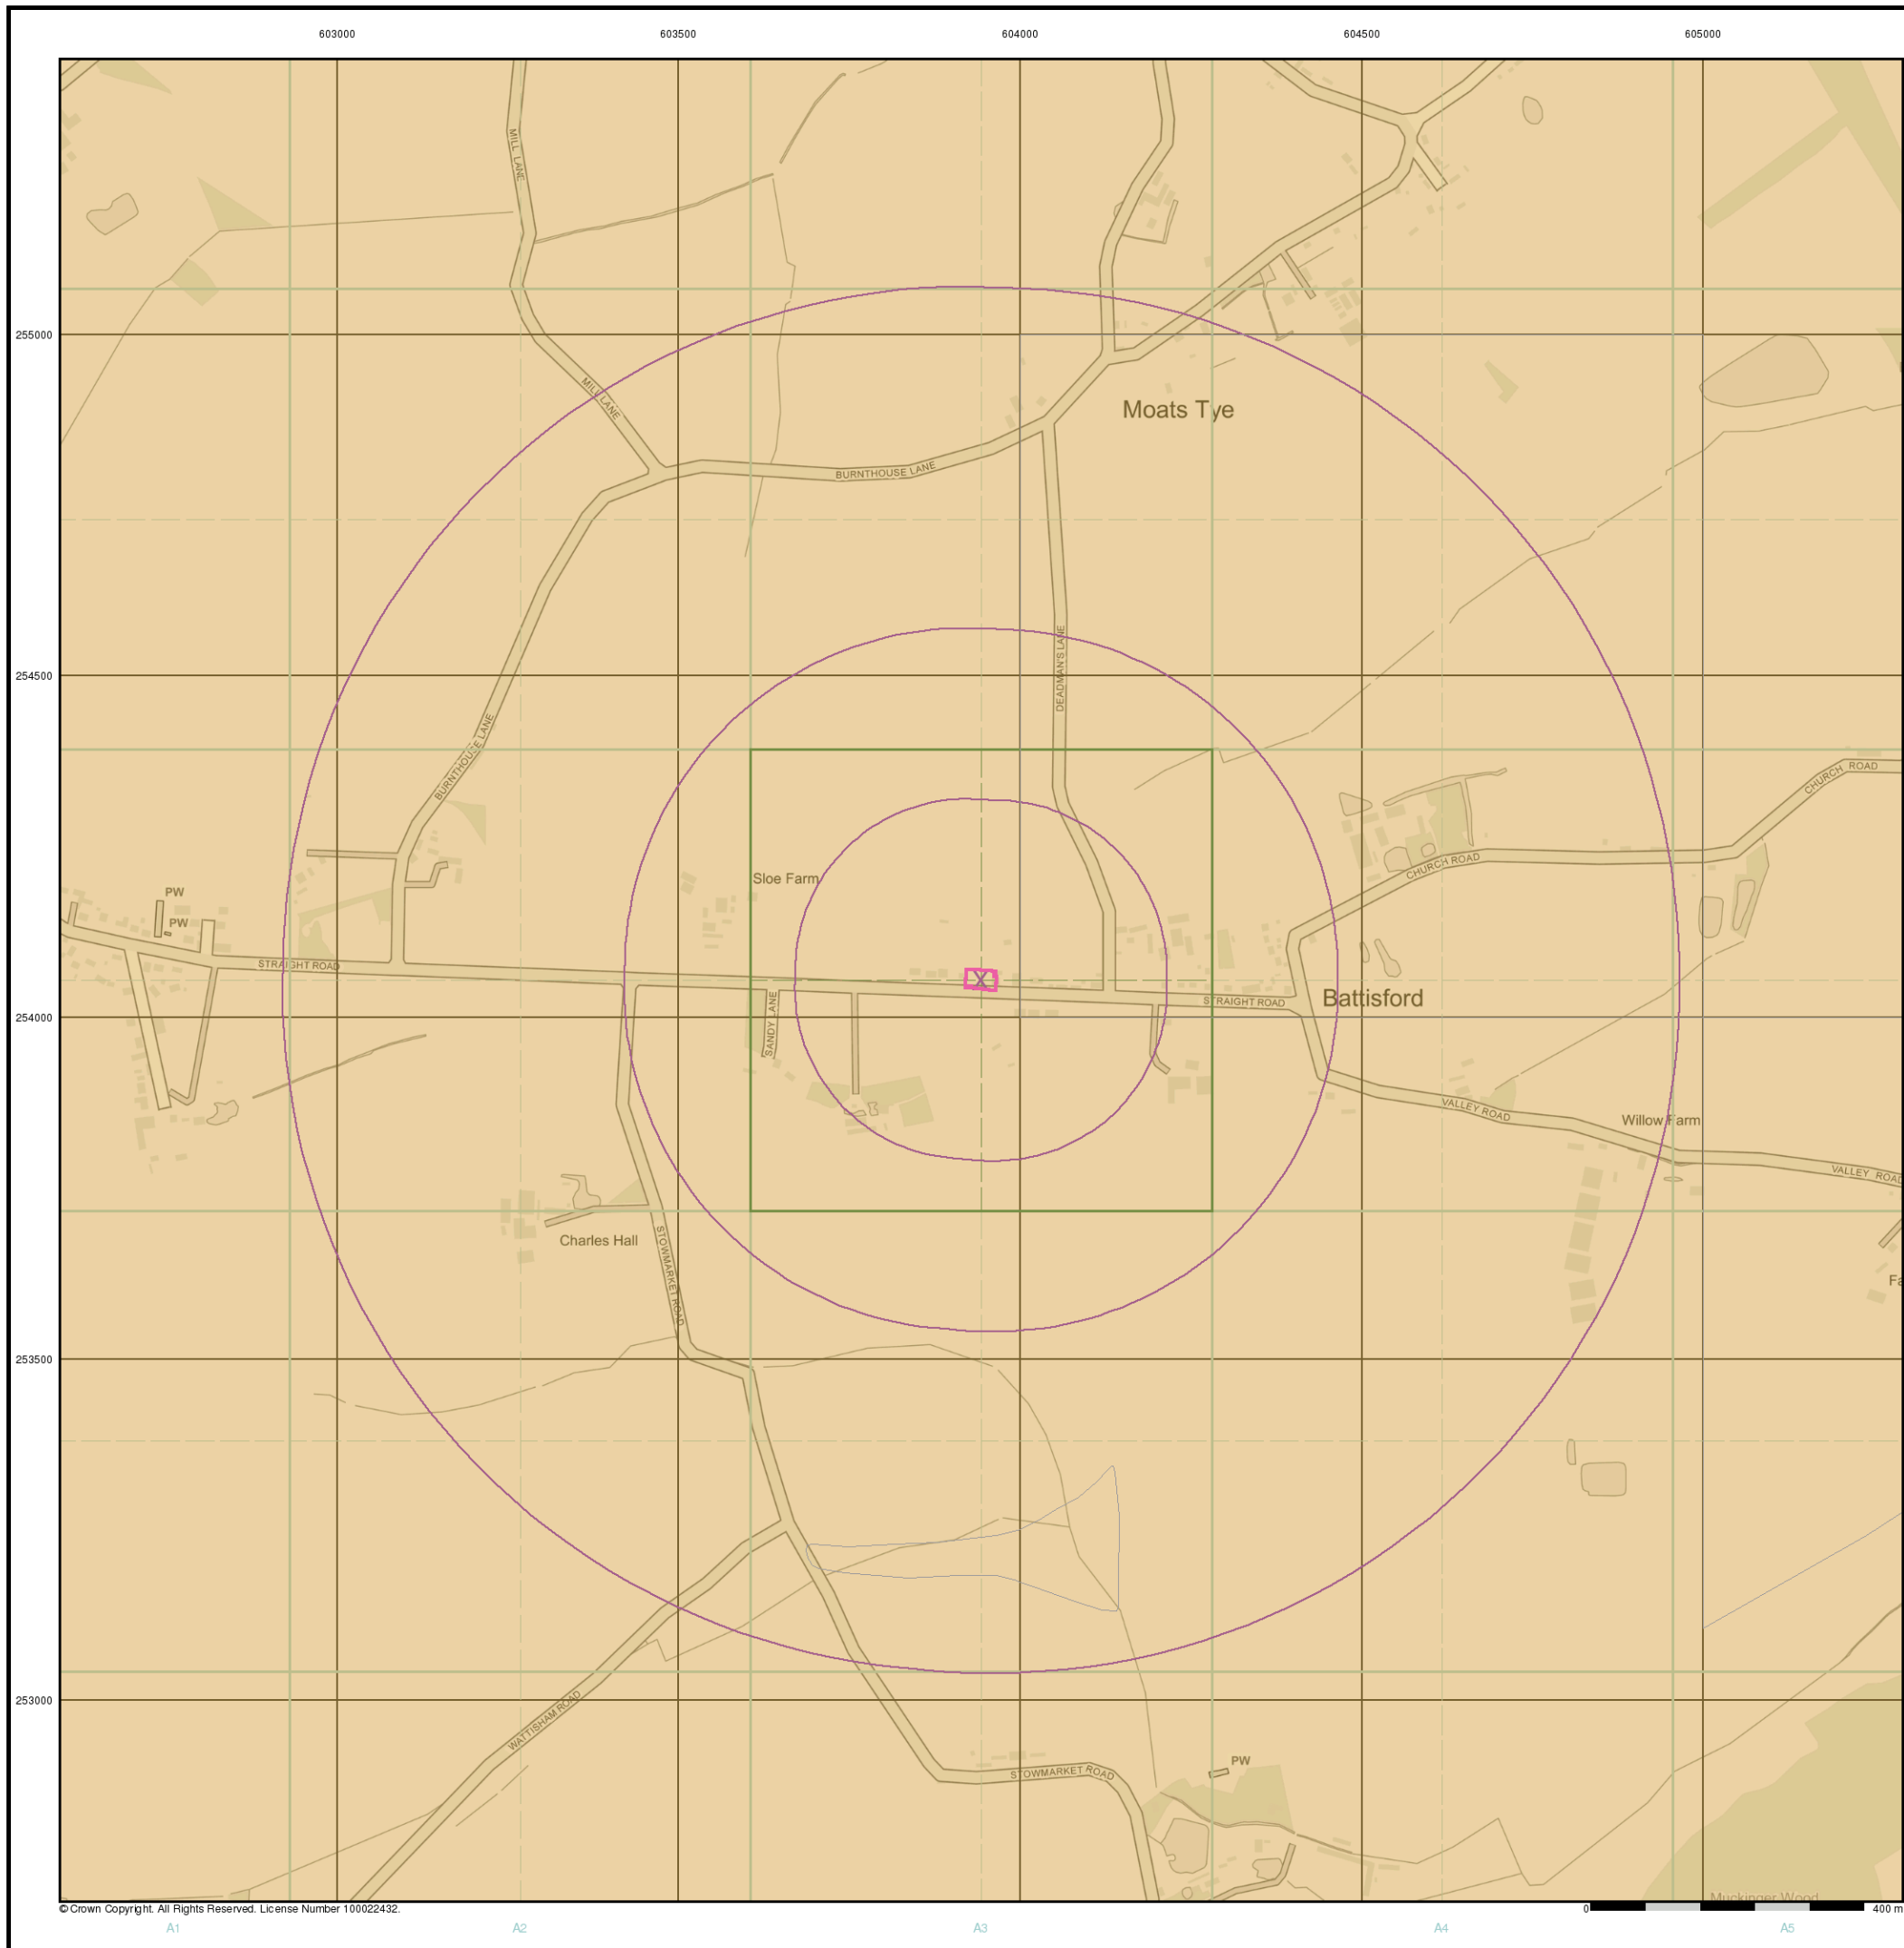 603000 603500 604000 604500 605000
MILL LANE
255000
MILL LANE
Moats Tye
BURNTHOUSE LANE
254500
DEADMAN'S LANE
BURNTHOUSE LANE
CHURCH ROAD
CHURCH ROAD
Sloe Farm
PW
PW
STRAIGHT ROAD
X
STRAIGHT ROAD
Battisford
254000
SANDY LANE
VALLEY ROAD
Willow Farm
VALLEY ROAD
Charles Hall
STOWMARKET ROAD
Fa
253500
253000
WATTISHAM ROAD
PW
STOWMARKET ROAD
Muckinger Wood
© Crown Copyright. All Rights Reserved. License Number 100022432.
0 400 m
A1 A2 A3 A4 A5